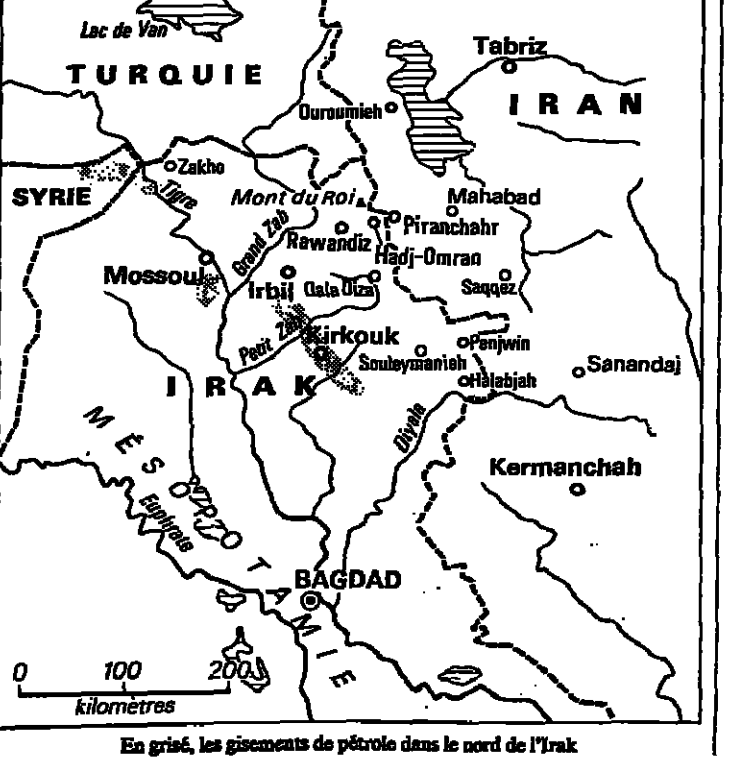 Lac de Van
TURQUIE
Tabriz
IRAN
Ouroumieh
Zakho
SYRIE
Tigre
Mont du Roi
Mahabad
Grand Zab
Rawandiz
Piranchahr
Hadj-Omran
Mossoul
Irbil
Qala Diza
Saqqez
Petit Zab
Kirkouk
Souleymanieh
Penjwin
Sanandaj
IRAK
Halabjah
Diyala
MÉSOPOTAMIE
Kermanchah
Euphrate
BAGDAD
0 100 200
kilomètres
En grisé, les gisements de pétrole dans le nord de l'Irak